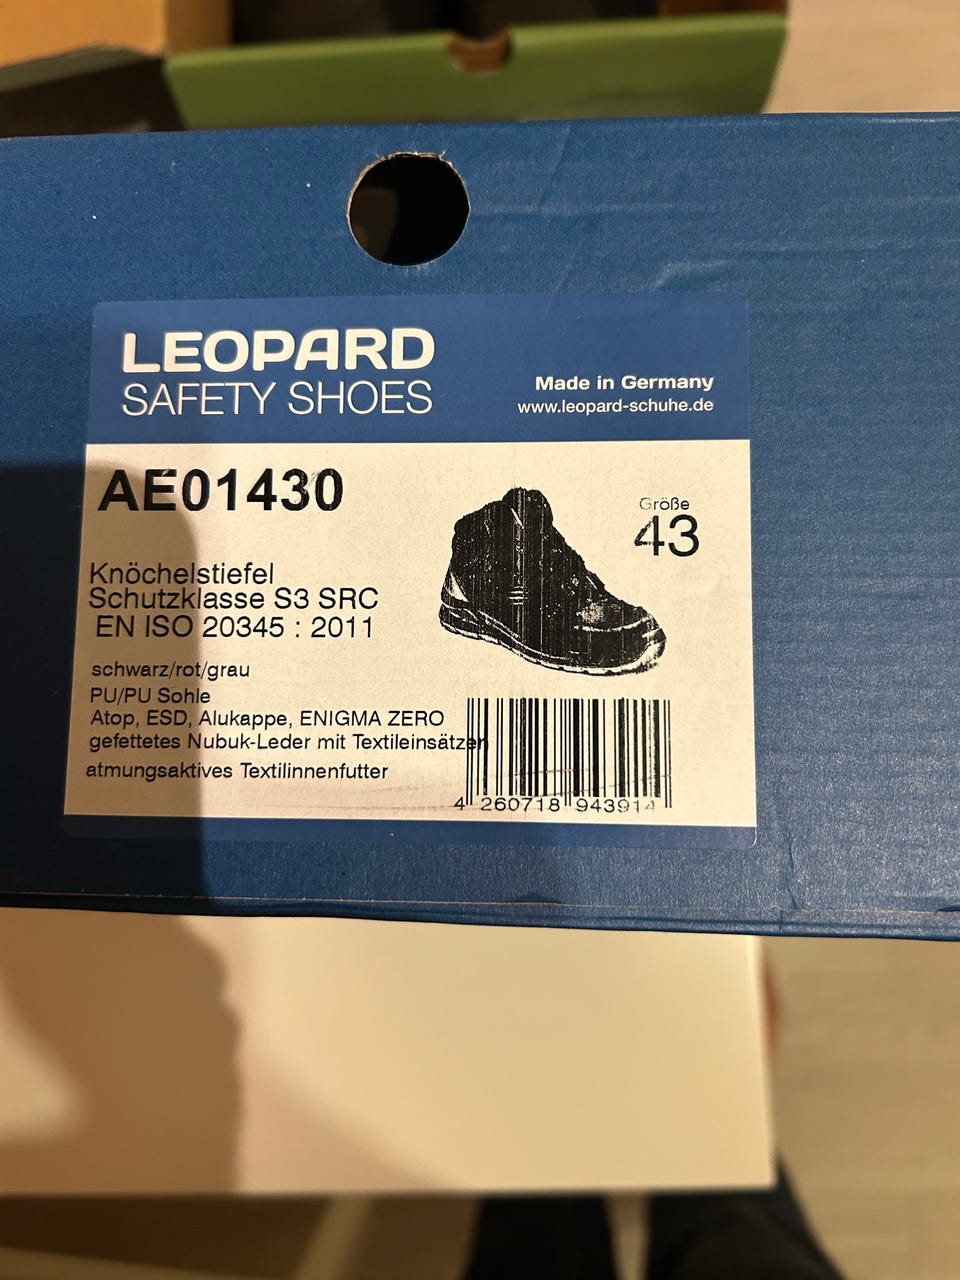 LEOPARD
SAFETY SHOES
Made in Germany
www.leopard-schuhe.de
AE01430
Größe
43
Knöchelstiefel
Schutzklasse S3 SRC
EN ISO 20345 : 2011
schwarz/rot/grau
PU/PU Sohle
Atop, ESD, Alukappe, ENIGMA ZERO
gefettetes Nubuk-Leder mit Textileinsätzen
atmungsaktives Textilinnenfutter
4 260718 943914